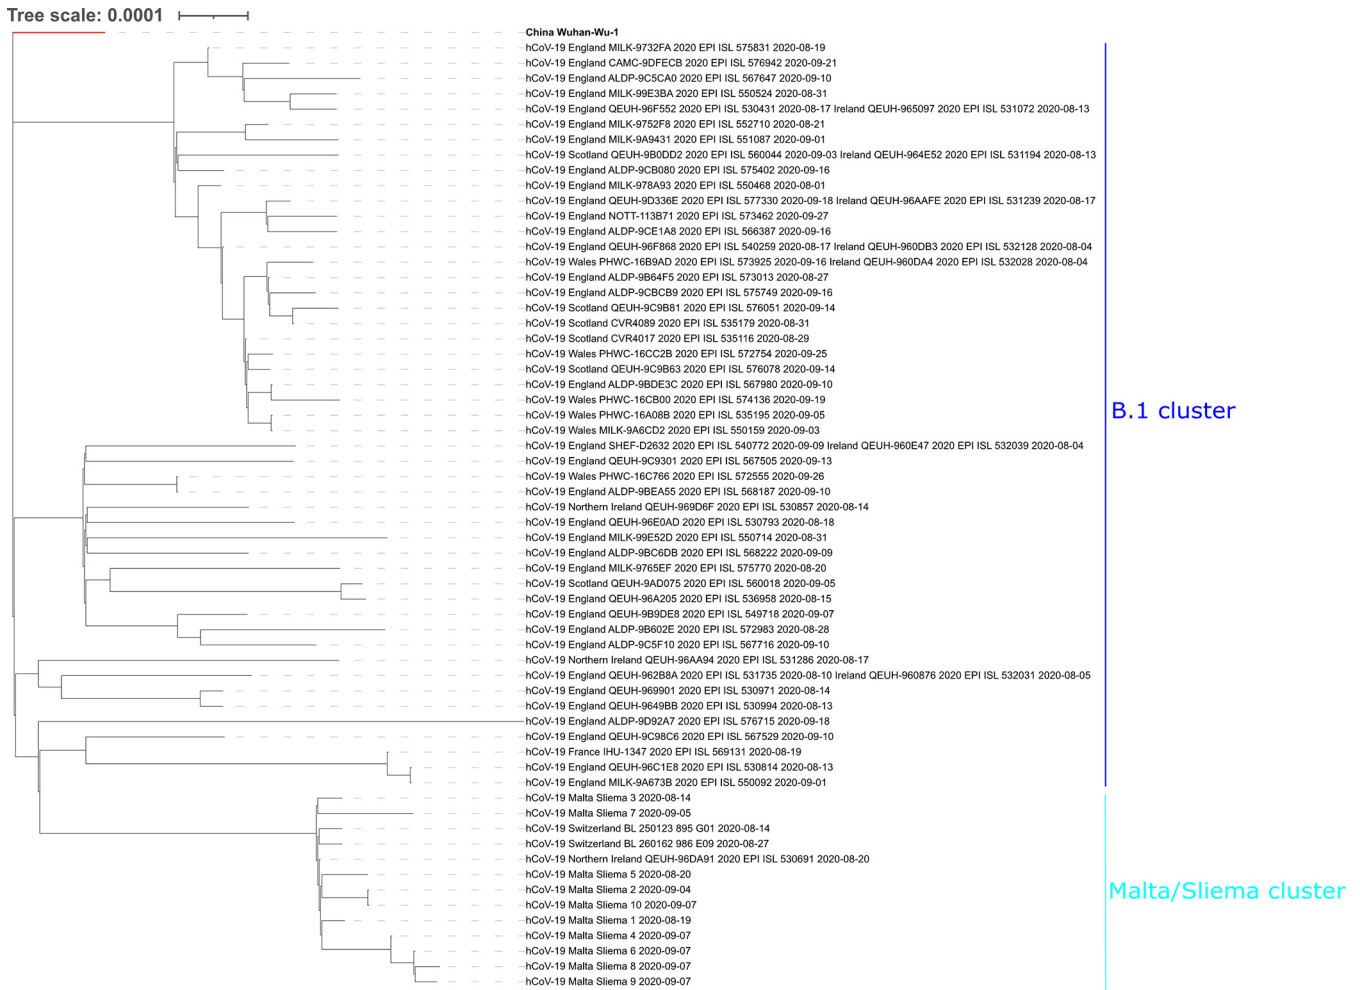 Tree scale: 0.0001
China Wuhan-Wu-1
hCoV-19 England MILK-9732FA 2020 EPI ISL 575831 2020-08-19
hCoV-19 England CAMC-9DFECB 2020 EPI ISL 576942 2020-09-21
hCoV-19 England ALDP-9C5CA0 2020 EPI ISL 567647 2020-09-10
hCoV-19 England MILK-99E3BA 2020 EPI ISL 550524 2020-08-31
hCoV-19 England QEUH-96F552 2020 EPI ISL 530431 2020-08-17 Ireland QEUH-965097 2020 EPI ISL 531072 2020-08-13
hCoV-19 England MILK-9752F8 2020 EPI ISL 552710 2020-08-21
hCoV-19 England MILK-9A9431 2020 EPI ISL 551087 2020-09-01
hCoV-19 Scotland QEUH-9B0DD2 2020 EPI ISL 560044 2020-09-03 Ireland QEUH-964E52 2020 EPI ISL 531194 2020-08-13
hCoV-19 England ALDP-9CB080 2020 EPI ISL 575402 2020-09-16
hCoV-19 England MILK-978A93 2020 EPI ISL 550468 2020-08-01
hCoV-19 England QEUH-9D336E 2020 EPI ISL 577330 2020-09-18 Ireland QEUH-96AAFE 2020 EPI ISL 531239 2020-08-17
hCoV-19 England NOTT-113B71 2020 EPI ISL 573462 2020-09-27
hCoV-19 England ALDP-9CE1A8 2020 EPI ISL 566387 2020-09-16
hCoV-19 England QEUH-96F868 2020 EPI ISL 540259 2020-08-17 Ireland QEUH-960DB3 2020 EPI ISL 532128 2020-08-04
hCoV-19 Wales PHWC-16B9AD 2020 EPI ISL 573925 2020-09-16 Ireland QEUH-960DA4 2020 EPI ISL 532028 2020-08-04
hCoV-19 England ALDP-9B64F5 2020 EPI ISL 573013 2020-08-27
hCoV-19 England ALDP-9CBCB9 2020 EPI ISL 575749 2020-09-16
hCoV-19 Scotland QEUH-9C9B81 2020 EPI ISL 576051 2020-09-14
hCoV-19 Scotland CVR4089 2020 EPI ISL 535179 2020-08-31
hCoV-19 Scotland CVR4017 2020 EPI ISL 535116 2020-08-29
hCoV-19 Wales PHWC-16CC2B 2020 EPI ISL 572754 2020-09-25
hCoV-19 Scotland QEUH-9C9B63 2020 EPI ISL 576078 2020-09-14
hCoV-19 England ALDP-9BDE3C 2020 EPI ISL 567980 2020-09-10
hCoV-19 Wales PHWC-16CB00 2020 EPI ISL 574136 2020-09-19
B.1 cluster
hCoV-19 Wales PHWC-16A08B 2020 EPI ISL 535195 2020-09-05
hCoV-19 Wales MILK-9A6CD2 2020 EPI ISL 550159 2020-09-03
hCoV-19 England SHEF-D2632 2020 EPI ISL 540772 2020-09-09 Ireland QEUH-960E47 2020 EPI ISL 532039 2020-08-04
hCoV-19 England QEUH-9C9301 2020 EPI ISL 567505 2020-09-13
hCoV-19 Wales PHWC-16C766 2020 EPI ISL 572555 2020-09-26
hCoV-19 England ALDP-9BEA55 2020 EPI ISL 568187 2020-09-10
hCoV-19 Northern Ireland QEUH-969D6F 2020 EPI ISL 530857 2020-08-14
hCoV-19 England QEUH-96E0AD 2020 EPI ISL 530793 2020-08-18
hCoV-19 England MILK-99E52D 2020 EPI ISL 550714 2020-08-31
hCoV-19 England ALDP-9BC6DB 2020 EPI ISL 568222 2020-09-09
hCoV-19 England MILK-9765EF 2020 EPI ISL 575770 2020-08-20
hCoV-19 Scotland QEUH-9AD075 2020 EPI ISL 560018 2020-09-05
hCoV-19 England QEUH-96A205 2020 EPI ISL 536958 2020-08-15
hCoV-19 England QEUH-9B9DE8 2020 EPI ISL 549718 2020-09-07
hCoV-19 England ALDP-9B602E 2020 EPI ISL 572983 2020-08-28
hCoV-19 England ALDP-9C5F10 2020 EPI ISL 567716 2020-09-10
hCoV-19 Northern Ireland QEUH-96AA94 2020 EPI ISL 531286 2020-08-17
hCoV-19 England QEUH-962B8A 2020 EPI ISL 531735 2020-08-10 Ireland QEUH-960876 2020 EPI ISL 532031 2020-08-05
hCoV-19 England QEUH-969901 2020 EPI ISL 530971 2020-08-14
hCoV-19 England QEUH-9649BB 2020 EPI ISL 530994 2020-08-13
hCoV-19 England ALDP-9D92A7 2020 EPI ISL 576715 2020-09-18
hCoV-19 England QEUH-9C98C6 2020 EPI ISL 567529 2020-09-10
hCoV-19 France IHU-1347 2020 EPI ISL 569131 2020-08-19
hCoV-19 England QEUH-96C1E8 2020 EPI ISL 530814 2020-08-13
hCoV-19 England MILK-9A673B 2020 EPI ISL 550092 2020-09-01
hCoV-19 Malta Sliema 3 2020-08-14
hCoV-19 Malta Sliema 7 2020-09-05
hCoV-19 Switzerland BL 250123 895 G01 2020-08-14
hCoV-19 Switzerland BL 260162 986 E09 2020-08-27
hCoV-19 Northern Ireland QEUH-96DA91 2020 EPI ISL 530691 2020-08-20
hCoV-19 Malta Sliema 5 2020-08-20
hCoV-19 Malta Sliema 2 2020-09-04
Malta/Sliema cluster
hCoV-19 Malta Sliema 10 2020-09-07
hCoV-19 Malta Sliema 1 2020-08-19
hCoV-19 Malta Sliema 4 2020-09-07
hCoV-19 Malta Sliema 6 2020-09-07
hCoV-19 Malta Sliema 8 2020-09-07
hCoV-19 Malta Sliema 9 2020-09-07